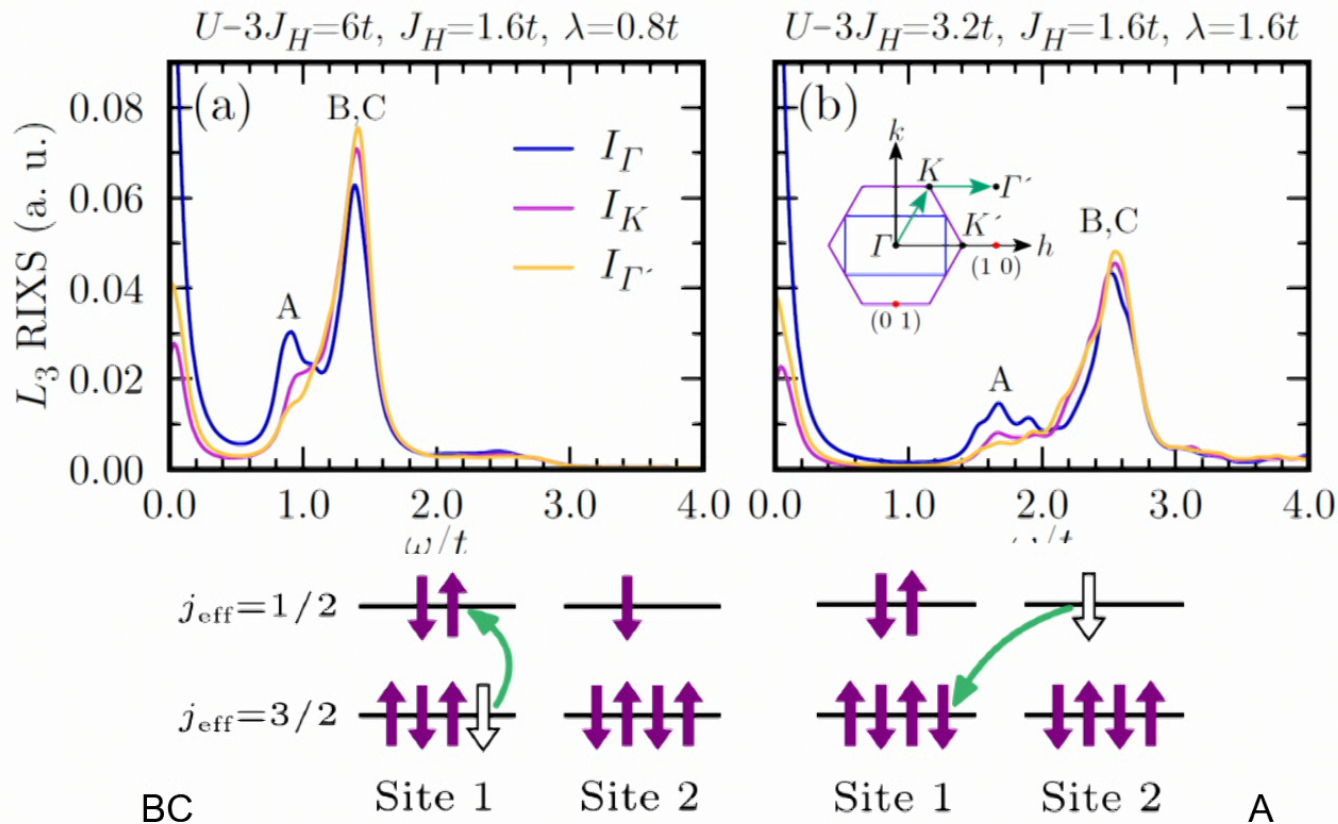 U−3J_H=6t, J_H=1.6t, λ=0.8t
U−3J_H=3.2t, J_H=1.6t, λ=1.6t
L₃ RIXS (a. u.)
0.08
0.06
0.04
0.02
0.00
(a)
B,C
A
I_Γ
I_K
I_Γ´
0.0 1.0 2.0 3.0 4.0
ω/t
(b)
k
K
Γ´
Γ
K´
h
(1 0)
(0 1)
B,C
A
0.0 1.0 2.0 3.0 4.0
j_eff=1/2
j_eff=3/2
Site 1 Site 2 Site 1 Site 2
BC A